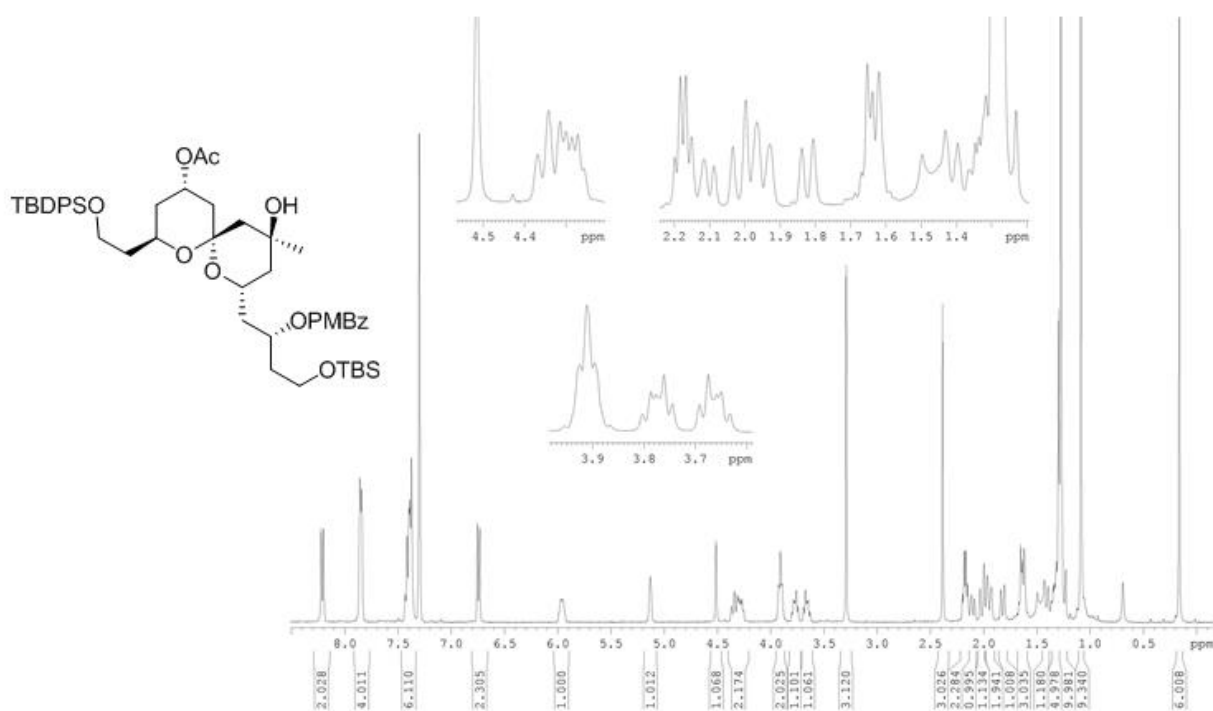 OAc
TBDPSO
OH
O
O
OPMBz
OTBS
4.5 4.4 ppm
2.2 2.1 2.0 1.9 1.8 1.7 1.6 1.5 1.4 ppm
3.9 3.8 3.7 ppm
8.0 7.5 7.0 6.5 6.0 5.5 5.0 4.5 4.0 3.5 3.0 2.5 2.0 1.5 1.0 0.5 ppm
2.028 4.011 6.110 2.305 1.000 1.012 1.068 2.174 2.025 1.101 1.061 3.120 3.026 2.284 0.995 1.134 1.941 1.008 3.035 1.180 4.978 9.981 9.340 6.008